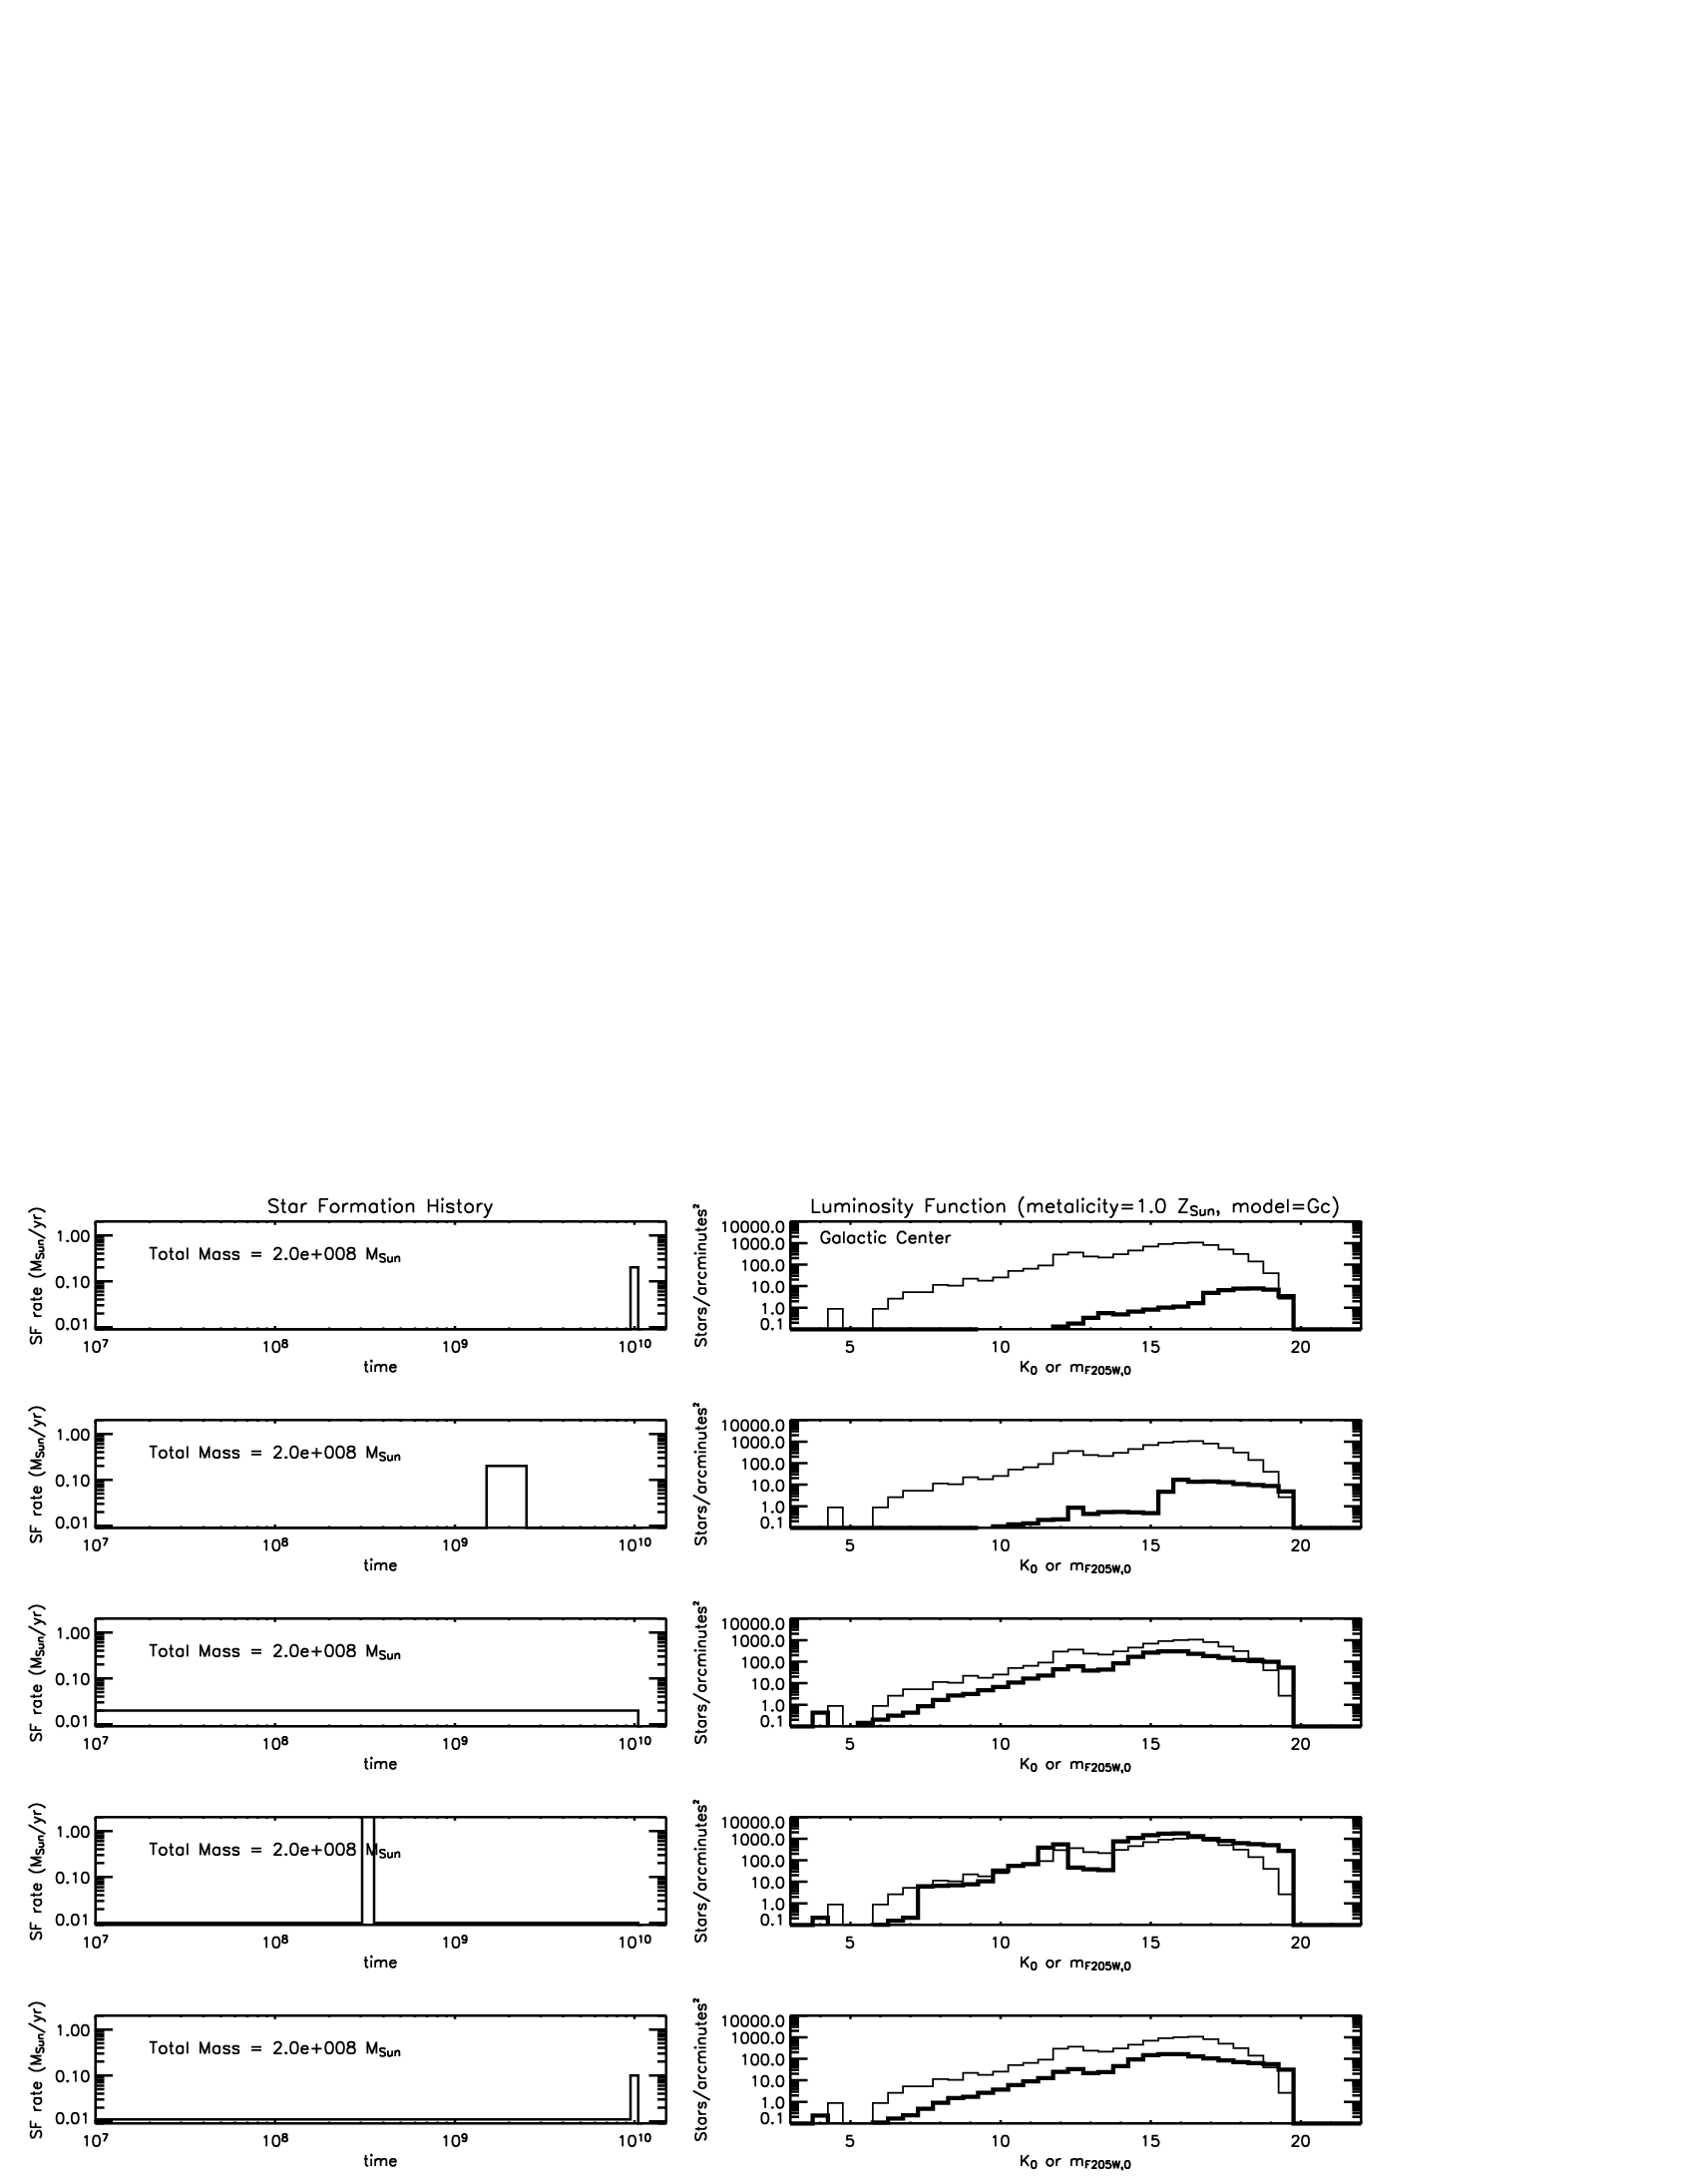 Star Formation History
Luminosity Function (metalicity=1.0 Z_Sun, model=Gc)
SF rate (M_Sun/yr)
1.00
0.10
0.01
Total Mass = 2.0e+008 M_Sun
10^7 10^8 10^9 10^10
time
Stars/arcminutes²
10000.0
1000.0
100.0
10.0
1.0
0.1
Galactic Center
5 10 15 20
K_0 or m_F205W,0
SF rate (M_Sun/yr)
1.00
0.10
0.01
Total Mass = 2.0e+008 M_Sun
10^7 10^8 10^9 10^10
time
Stars/arcminutes²
10000.0
1000.0
100.0
10.0
1.0
0.1
5 10 15 20
K_0 or m_F205W,0
SF rate (M_Sun/yr)
1.00
0.10
0.01
Total Mass = 2.0e+008 M_Sun
10^7 10^8 10^9 10^10
time
Stars/arcminutes²
10000.0
1000.0
100.0
10.0
1.0
0.1
5 10 15 20
K_0 or m_F205W,0
SF rate (M_Sun/yr)
1.00
0.10
0.01
Total Mass = 2.0e+008 M_Sun
10^7 10^8 10^9 10^10
time
Stars/arcminutes²
10000.0
1000.0
100.0
10.0
1.0
0.1
5 10 15 20
K_0 or m_F205W,0
SF rate (M_Sun/yr)
1.00
0.10
0.01
Total Mass = 2.0e+008 M_Sun
10^7 10^8 10^9 10^10
time
Stars/arcminutes²
10000.0
1000.0
100.0
10.0
1.0
0.1
5 10 15 20
K_0 or m_F205W,0